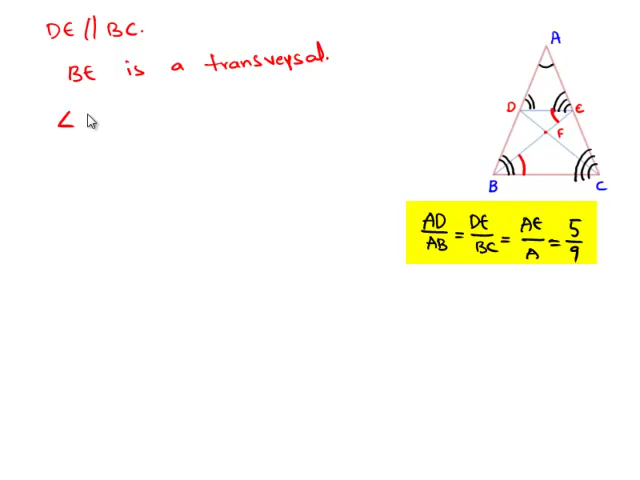 DE // BC.
BE is a transversal.
∠
A
D
E
F
B
C
AD/AB = DE/BC = AE/A = 5/9